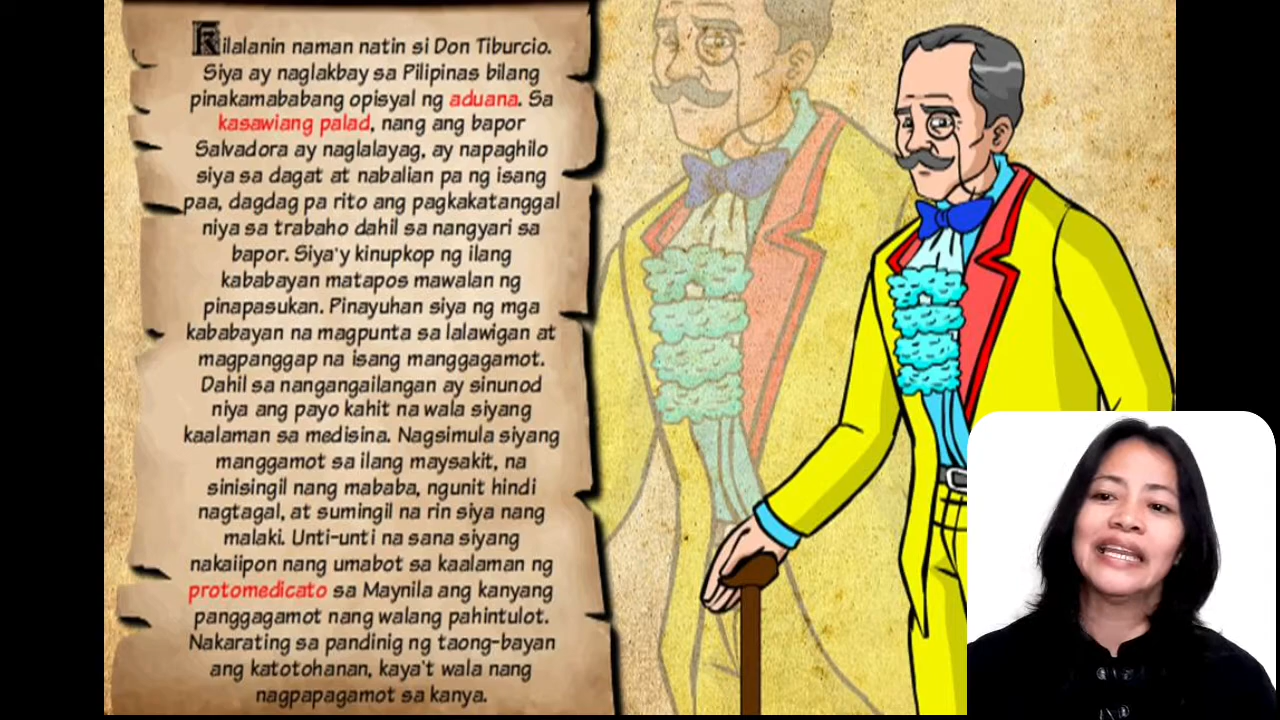 Kilalanin naman natin si Don Tiburcio.
Siya ay naglakbay sa Pilipinas bilang
pinakamababang opisyal ng aduana. Sa
kasawiang palad, nang ang bapor
Salvadora ay naglalayag, ay napaghilo
siya sa dagat at nabalian pa ng isang
paa, dagdag pa rito ang pagkakatanggal
niya sa trabaho dahil sa nangyari sa
bapor. Siya'y kinupkop ng ilang
kababayan matapos mawalan ng
pinapasukan. Pinayuhan siya ng mga
kababayan na magpunta sa lalawigan at
magpanggap na isang manggagamot.
Dahil sa nangangailangan ay sinunod
niya ang payo kahit na wala siyang
kaalaman sa medisina. Nagsimula siyang
manggamot sa ilang maysakit, na
sinisingil nang mababa, ngunit hindi
nagtagal, at sumingil na rin siya nang
malaki. Unti-unti na sana siyang
nakaiipon nang umabot sa kaalaman ng
protomedicato sa Maynila ang kanyang
panggagamot nang walang pahintulot.
Nakarating sa pandinig ng taong-bayan
ang katotohanan, kaya't wala nang
nagpapagamot sa kanya.